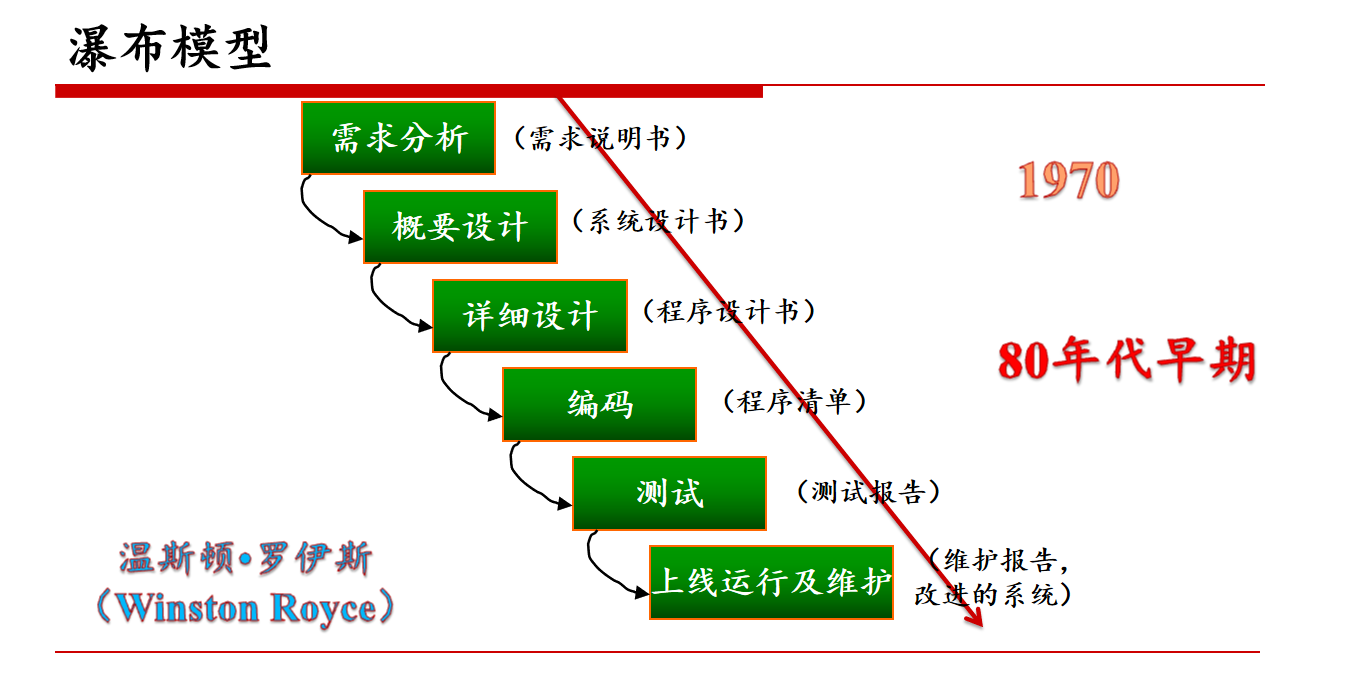 瀑布模型
需求分析
（需求说明书）
1970
概要设计
（系统设计书）
详细设计
（程序设计书）
80年代早期
编码
（程序清单）
测试
（测试报告）
上线运行及维护
（维护报告，
改进的系统）
温斯顿•罗伊斯
（Winston Royce）